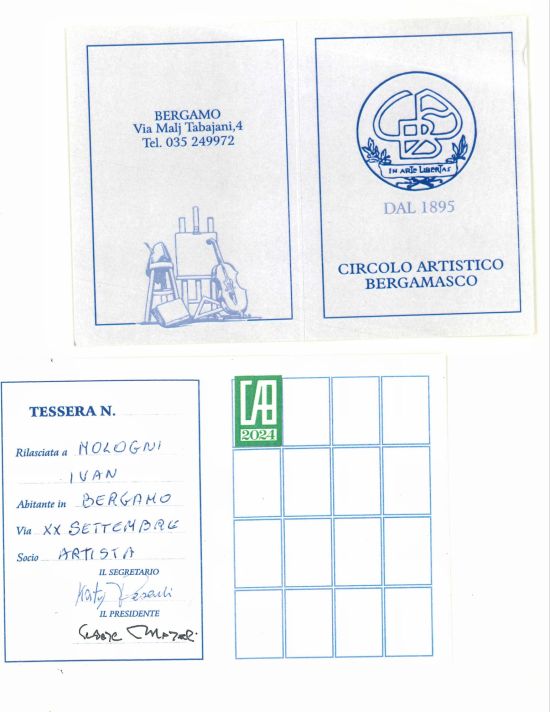 BERGAMO
Via Malj Tabajani,4
Tel. 035 249972
CAB
IN ARTE LIBERTAS
DAL 1895
CIRCOLO ARTISTICO
BERGAMASCO
TESSERA N.
Rilasciata a MOLOGNI
IVAN
Abitante in BERGAMO
Via XX SETTEMBRE
Socio ARTISTA
IL SEGRETARIO
IL PRESIDENTE
CAB
2024